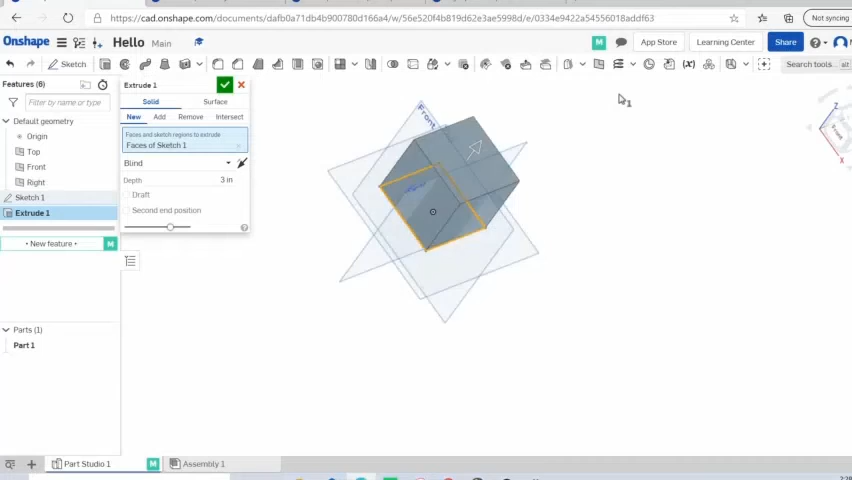 https://cad.onshape.com/documents/dafb0a71db4b900780d166a4/w/56e520f4b819d62e3ae5998d/e/0334e9422a54556018addf63
Not syncing
Onshape Hello Main
M App Store Learning Center Share
Sketch
Search tools... alt
Features (6)
Filter by name or type
Default geometry
Origin
Top
Front
Right
Sketch 1
Extrude 1
• New feature • M
Parts (1)
Part 1
Extrude 1
Solid Surface
New Add Remove Intersect
Faces and sketch regions to extrude
Faces of Sketch 1
Blind
Depth 3 in
Draft
Second end position
Front
1
Z
Front
X
Part Studio 1 M Assembly 1